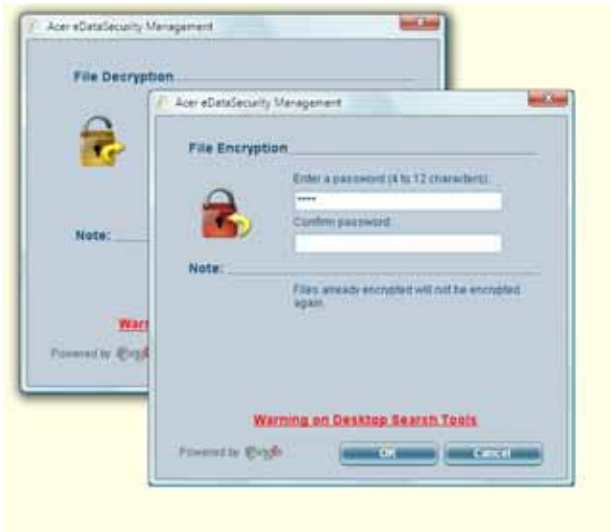 Acer eDataSecurity Management
File Decryption
Note:
Warn
Powered by
Acer eDataSecurity Management
File Encryption
Enter a password (4 to 12 characters):
****
Confirm password:
Note:
Files already encrypted will not be encrypted
again.
Warning on Desktop Search Tools
Powered by
OK
Cancel